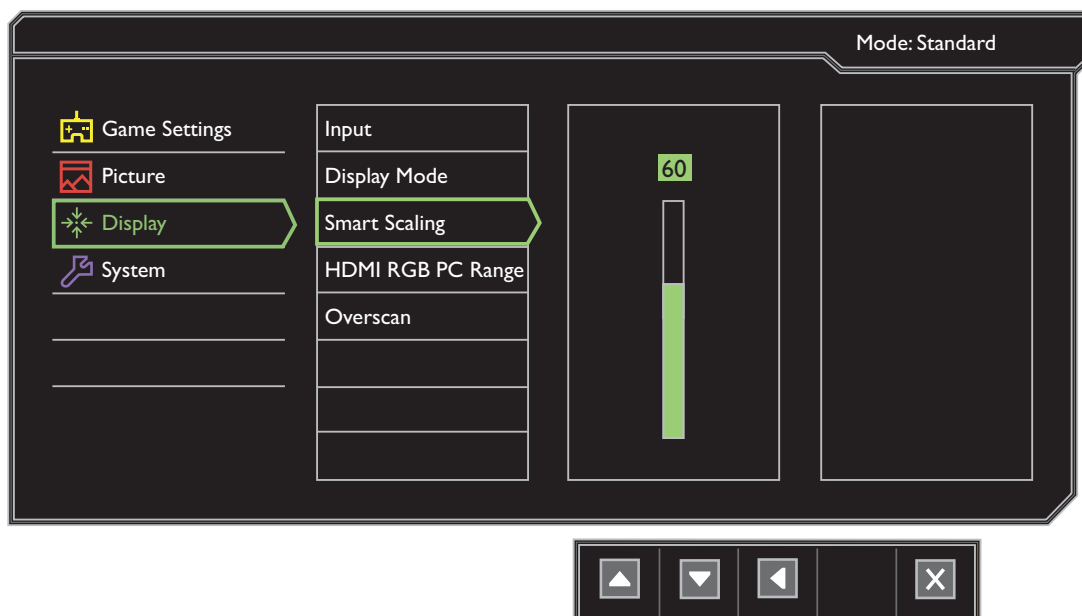 Mode: Standard
Game Settings
Picture
Display
System
Input
Display Mode
Smart Scaling
HDMI RGB PC Range
Overscan
60